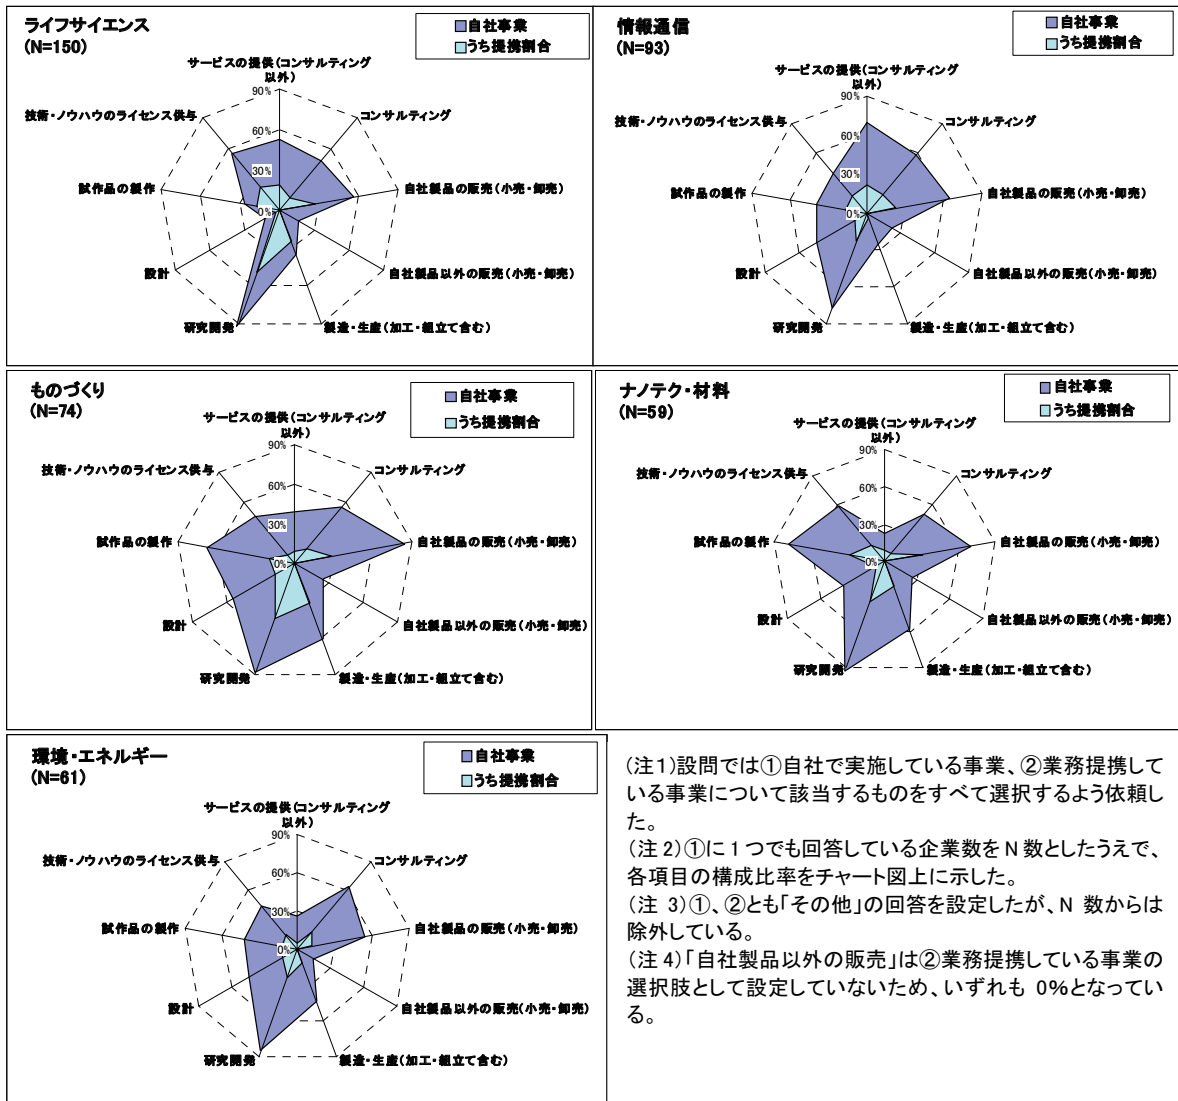 ライフサイエンス
(N=150)
自社事業
うち提携割合
サービスの提供(コンサルティング
以外)
コンサルティング
自社製品の販売(小売・卸売)
自社製品以外の販売(小売・卸売)
製造・生産(加工・組立て含む)
研究開発
設計
試作品の製作
技術・ノウハウのライセンス供与
90%
60%
30%
0%
情報通信
(N=93)
自社事業
うち提携割合
サービスの提供(コンサルティング
以外)
コンサルティング
自社製品の販売(小売・卸売)
自社製品以外の販売(小売・卸売)
製造・生産(加工・組立て含む)
研究開発
設計
試作品の製作
技術・ノウハウのライセンス供与
90%
60%
30%
0%
ものづくり
(N=74)
自社事業
うち提携割合
サービスの提供(コンサルティング
以外)
コンサルティング
自社製品の販売(小売・卸売)
自社製品以外の販売(小売・卸売)
製造・生産(加工・組立て含む)
研究開発
設計
試作品の製作
技術・ノウハウのライセンス供与
90%
60%
30%
0%
ナノテク・材料
(N=59)
自社事業
うち提携割合
サービスの提供(コンサルティング
以外)
コンサルティング
自社製品の販売(小売・卸売)
自社製品以外の販売(小売・卸売)
製造・生産(加工・組立て含む)
研究開発
設計
試作品の製作
技術・ノウハウのライセンス供与
90%
60%
30%
0%
環境・エネルギー
(N=61)
自社事業
うち提携割合
サービスの提供(コンサルティング
以外)
コンサルティング
自社製品の販売(小売・卸売)
自社製品以外の販売(小売・卸売)
製造・生産(加工・組立て含む)
研究開発
設計
試作品の製作
技術・ノウハウのライセンス供与
90%
60%
30%
0%
(注1)設問では①自社で実施している事業、②業務提携して
いる事業について該当するものをすべて選択するよう依頼し
た。
(注 2)①に 1 つでも回答している企業数を N 数としたうえで、
各項目の構成比率をチャート図上に示した。
(注 3)①、②とも「その他」の回答を設定したが、N 数からは
除外している。
(注 4)「自社製品以外の販売」は②業務提携している事業の
選択肢として設定していないため、いずれも 0%となってい
る。